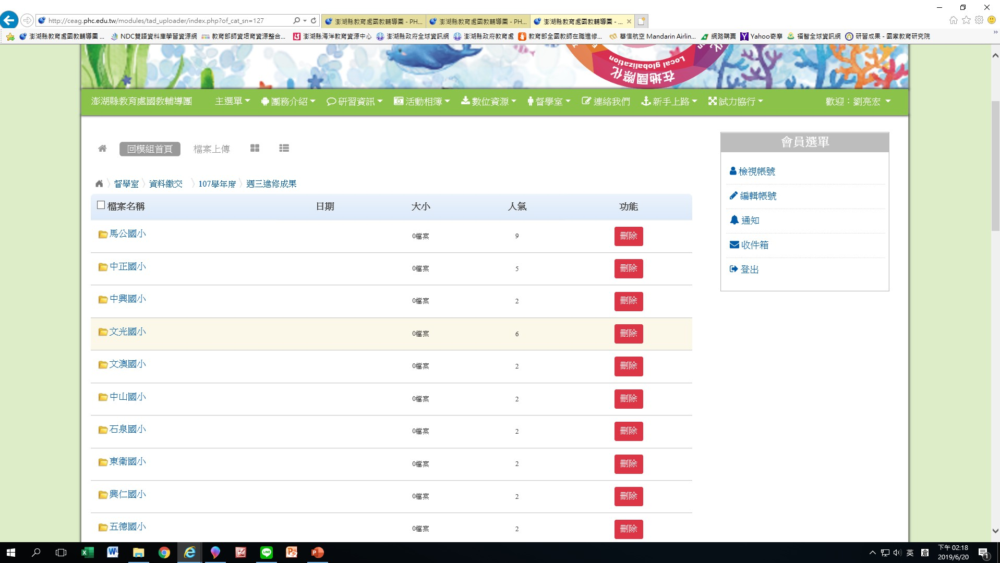 http://ceag.phc.edu.tw/modules/tad_uploader/index.php?of_cat_sn=127
澎湖縣教育處國教輔導團 - PH...
澎湖縣教育處國教輔導團 - PH...
澎湖縣教育處國教輔導團 - ...
澎湖縣教育處國教輔導團 ...
NDC雙語資料庫學習資源網
教育部師資培育資源整合...
澎湖縣海洋教育資源中心
澎湖縣政府全球資訊網
澎湖縣政府教育處
教育部全國教師在職進修...
華信航空 Mandarin Airlin...
網路購票
Yahoo奇摩
福智全球資訊網
研習成果 - 國家教育研究院
Local globalization
在地國際化
澎湖縣教育處國教輔導團
主選單
團務介紹
研習資訊
活動相簿
數位資源
督學室
連絡我們
新手上路
試力協行
歡迎：劉亮宏
回模組首頁
檔案上傳
督學室
資料繳交
107學年度
週三進修成果
檔案名稱 日期 大小 人氣 功能
馬公國小 0檔案 9 刪除
中正國小 0檔案 5 刪除
中興國小 0檔案 2 刪除
文光國小 0檔案 6 刪除
文澳國小 0檔案 2 刪除
中山國小 0檔案 2 刪除
石泉國小 0檔案 2 刪除
東衛國小 0檔案 2 刪除
興仁國小 0檔案 2 刪除
五德國小 0檔案 2 刪除
會員選單
檢視帳號
編輯帳號
通知
收件箱
登出
英
下午 02:18
2019/6/20
1